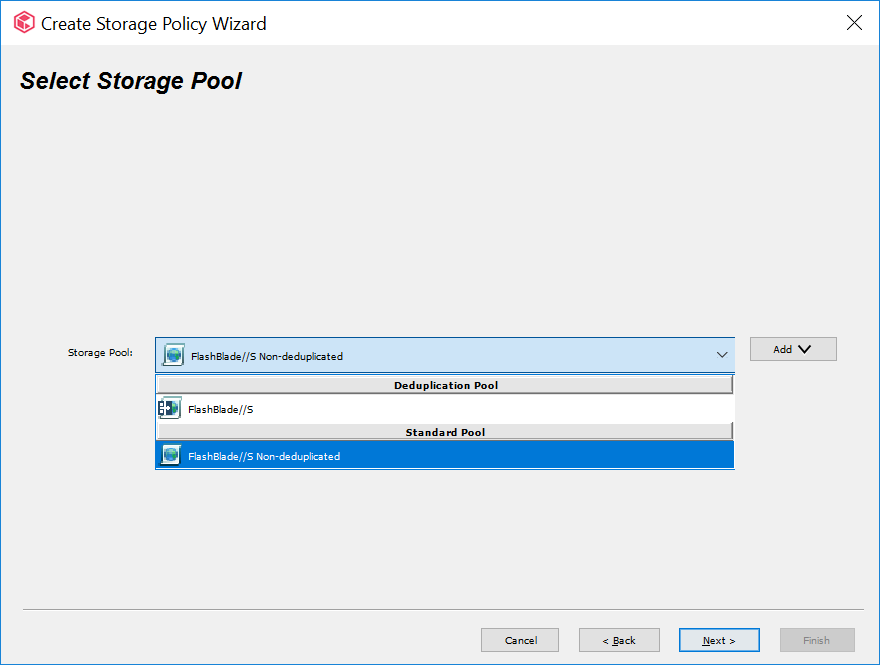 Create Storage Policy Wizard
Select Storage Pool
Storage Pool:
FlashBlade//S Non-deduplicated
Add
Deduplication Pool
FlashBlade//S
Standard Pool
FlashBlade//S Non-deduplicated
Cancel
< Back
Next >
Finish